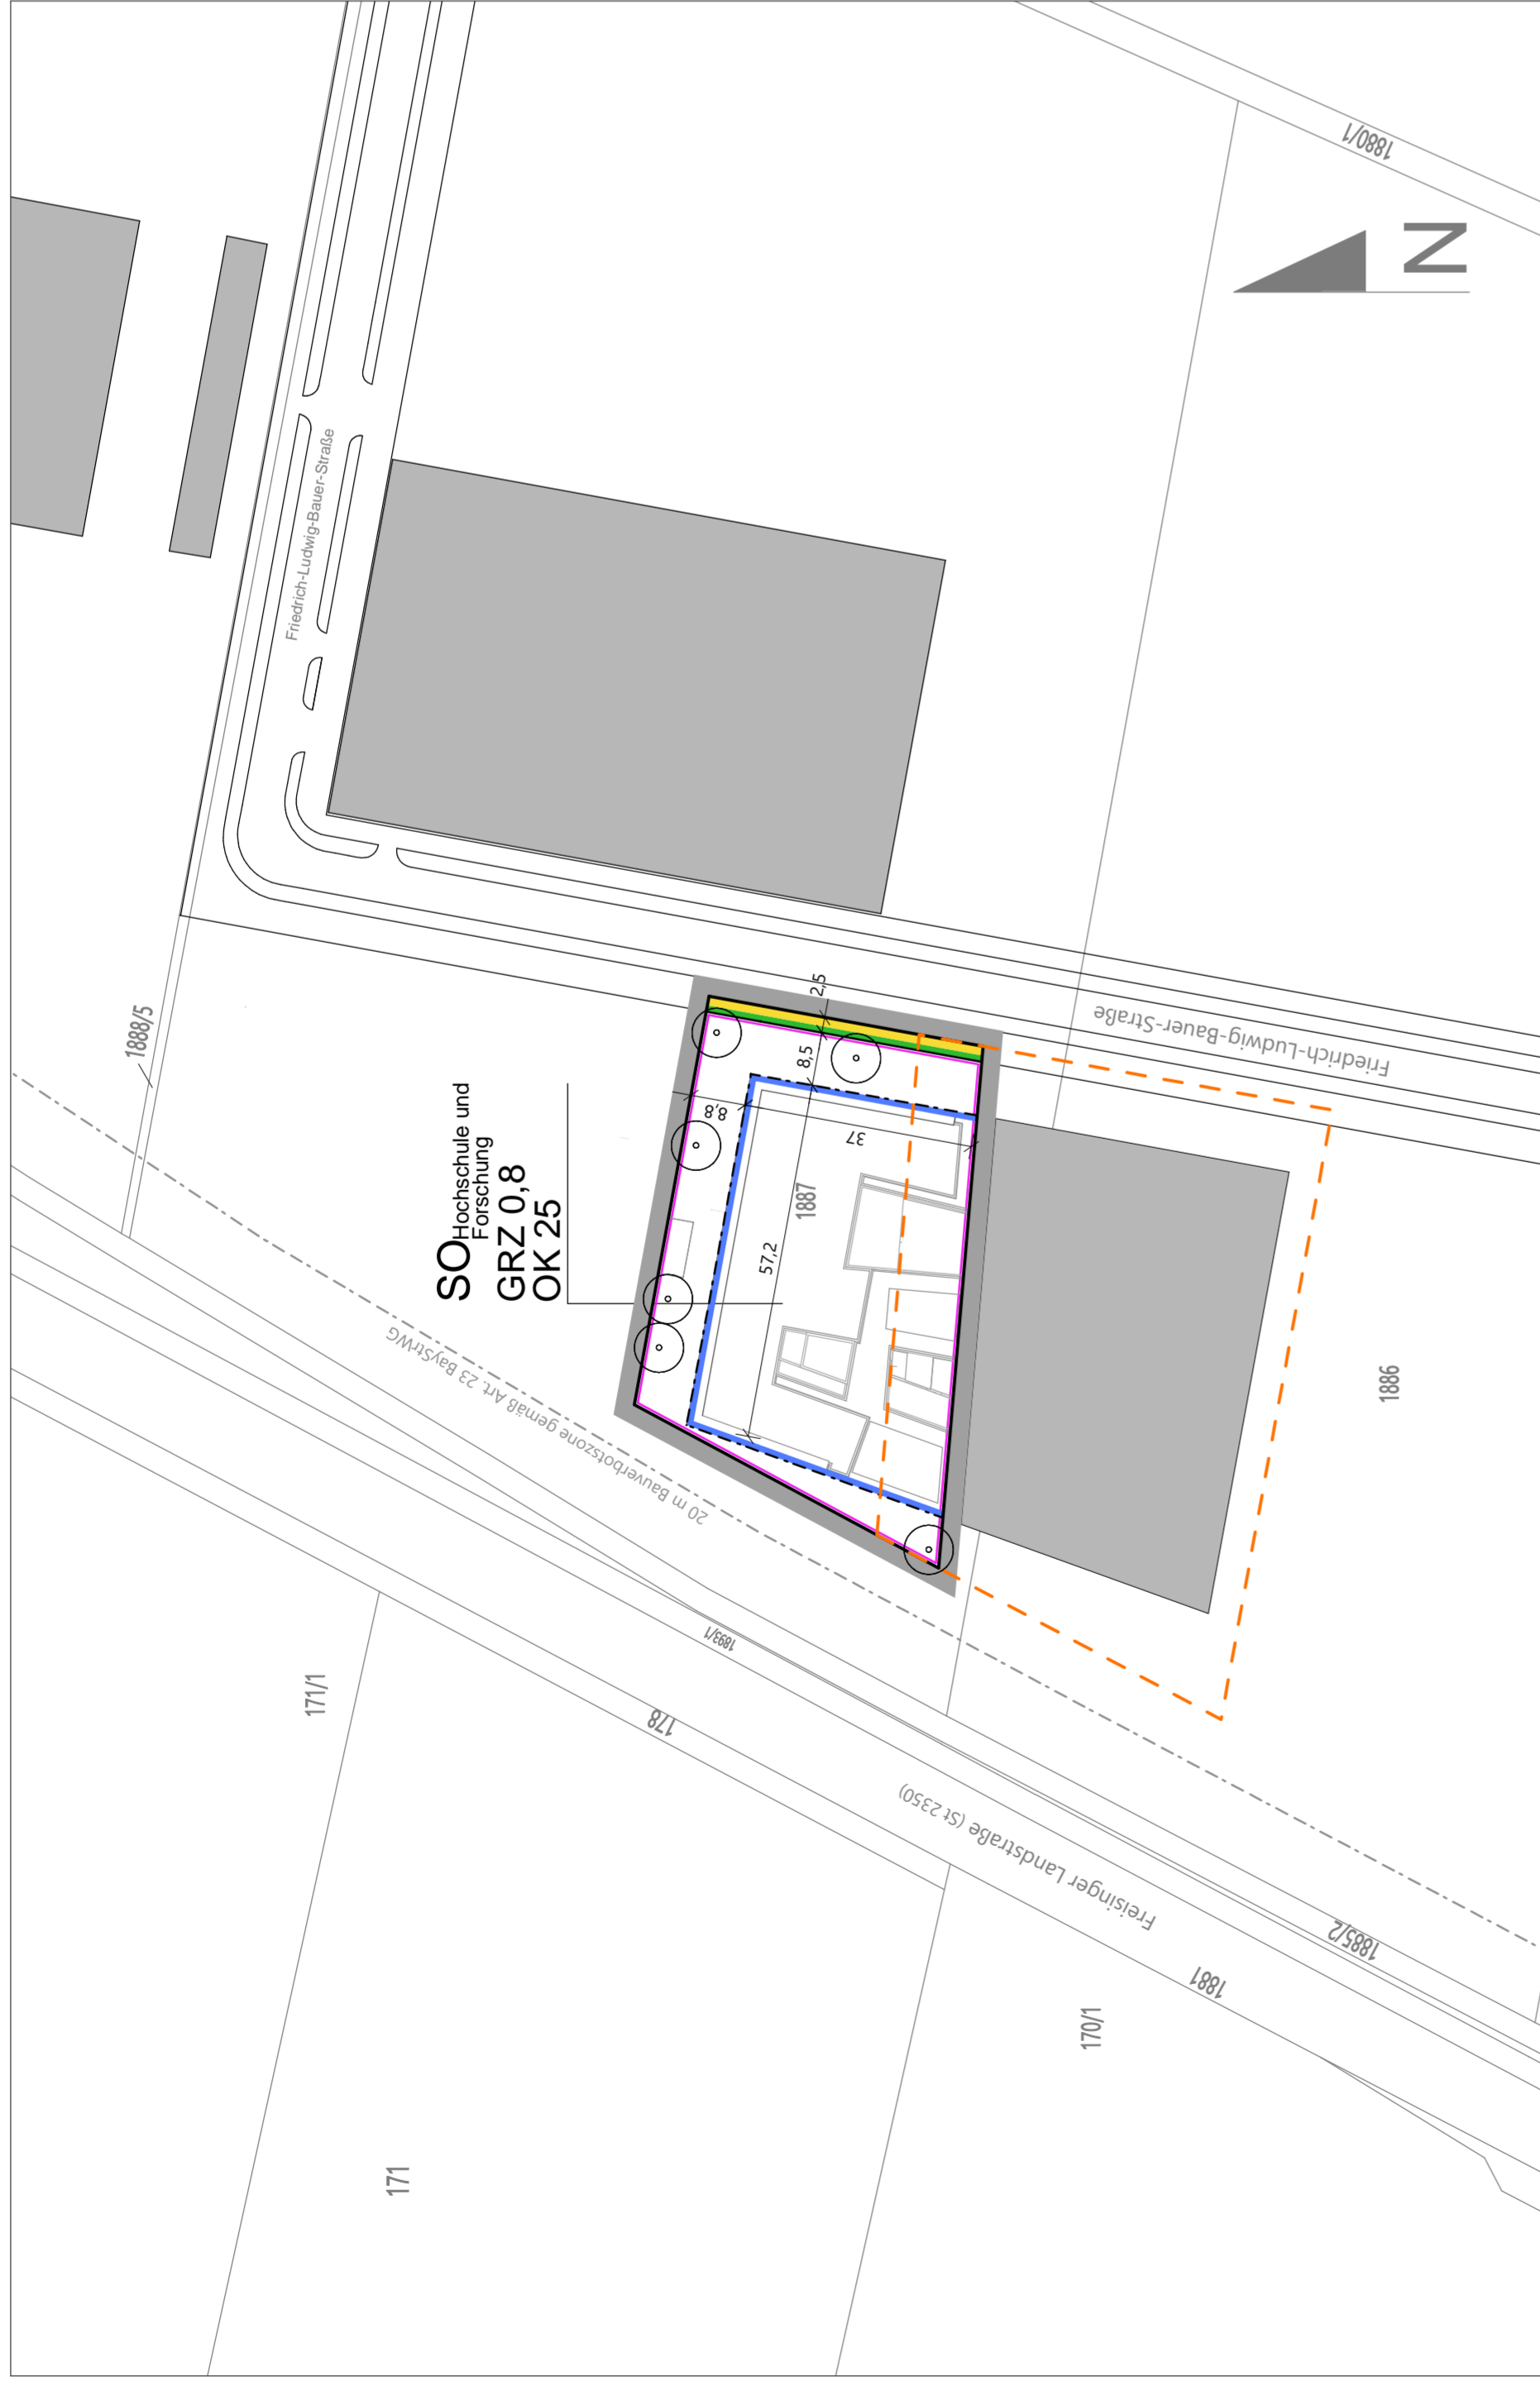 1880/1
N
Friedrich-Ludwig-Bauer-Straße
1888/5
2,5
8,5
8,8
37
57,2
1887
SO Hochschule und
Forschung
GRZ 0,8
OK 25
Friedrich-Ludwig-Bauer-Straße
20 m Bauverbotszone gemäß Art. 23 BayStrWG
1886
1893/1
171/1
178
Freisinger Landstraße (St 2350)
1885/2
1881
170/1
171